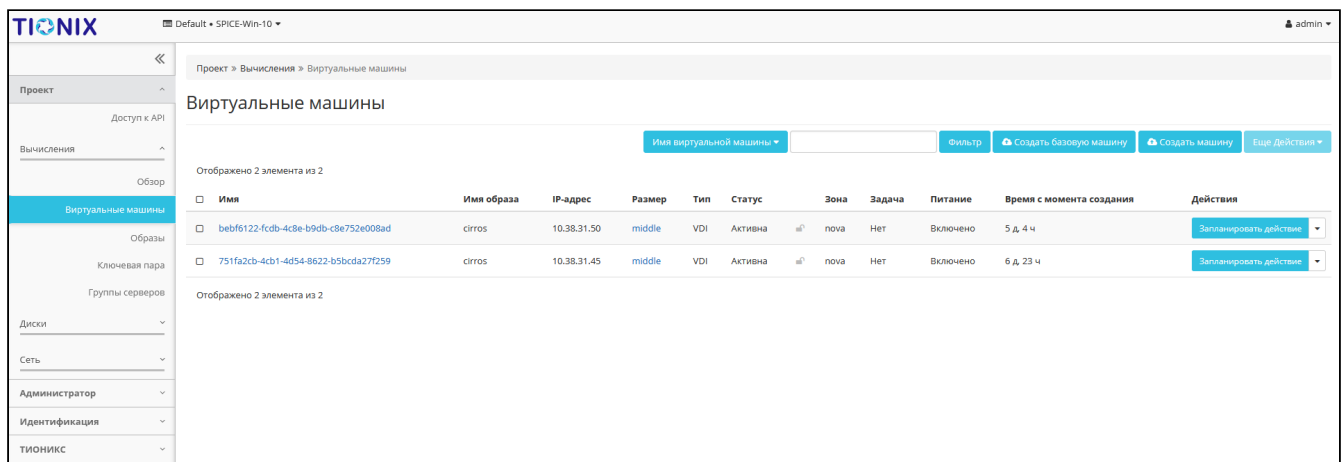 TIONIX
Default • SPICE-Win-10
admin
Проект » Вычисления » Виртуальные машины
Проект
Доступ к API
Вычисления
Обзор
Виртуальные машины
Образы
Ключевая пара
Группы серверов
Диски
Сеть
Администратор
Идентификация
ТИОНИКС
Виртуальные машины
Имя виртуальной машины Фильтр Создать базовую машину Создать машину Еще Действия
Отображено 2 элемента из 2
Имя Имя образа IP-адрес Размер Тип Статус Зона Задача Питание Время с момента создания Действия
bebf6122-fcdb-4c8e-b9db-c8e752e008ad cirros 10.38.31.50 middle VDI Активна nova Нет Включено 5 д, 4 ч Запланировать действие
751fa2cb-4cb1-4d54-8622-b5bcda27f259 cirros 10.38.31.45 middle VDI Активна nova Нет Включено 6 д, 23 ч Запланировать действие
Отображено 2 элемента из 2